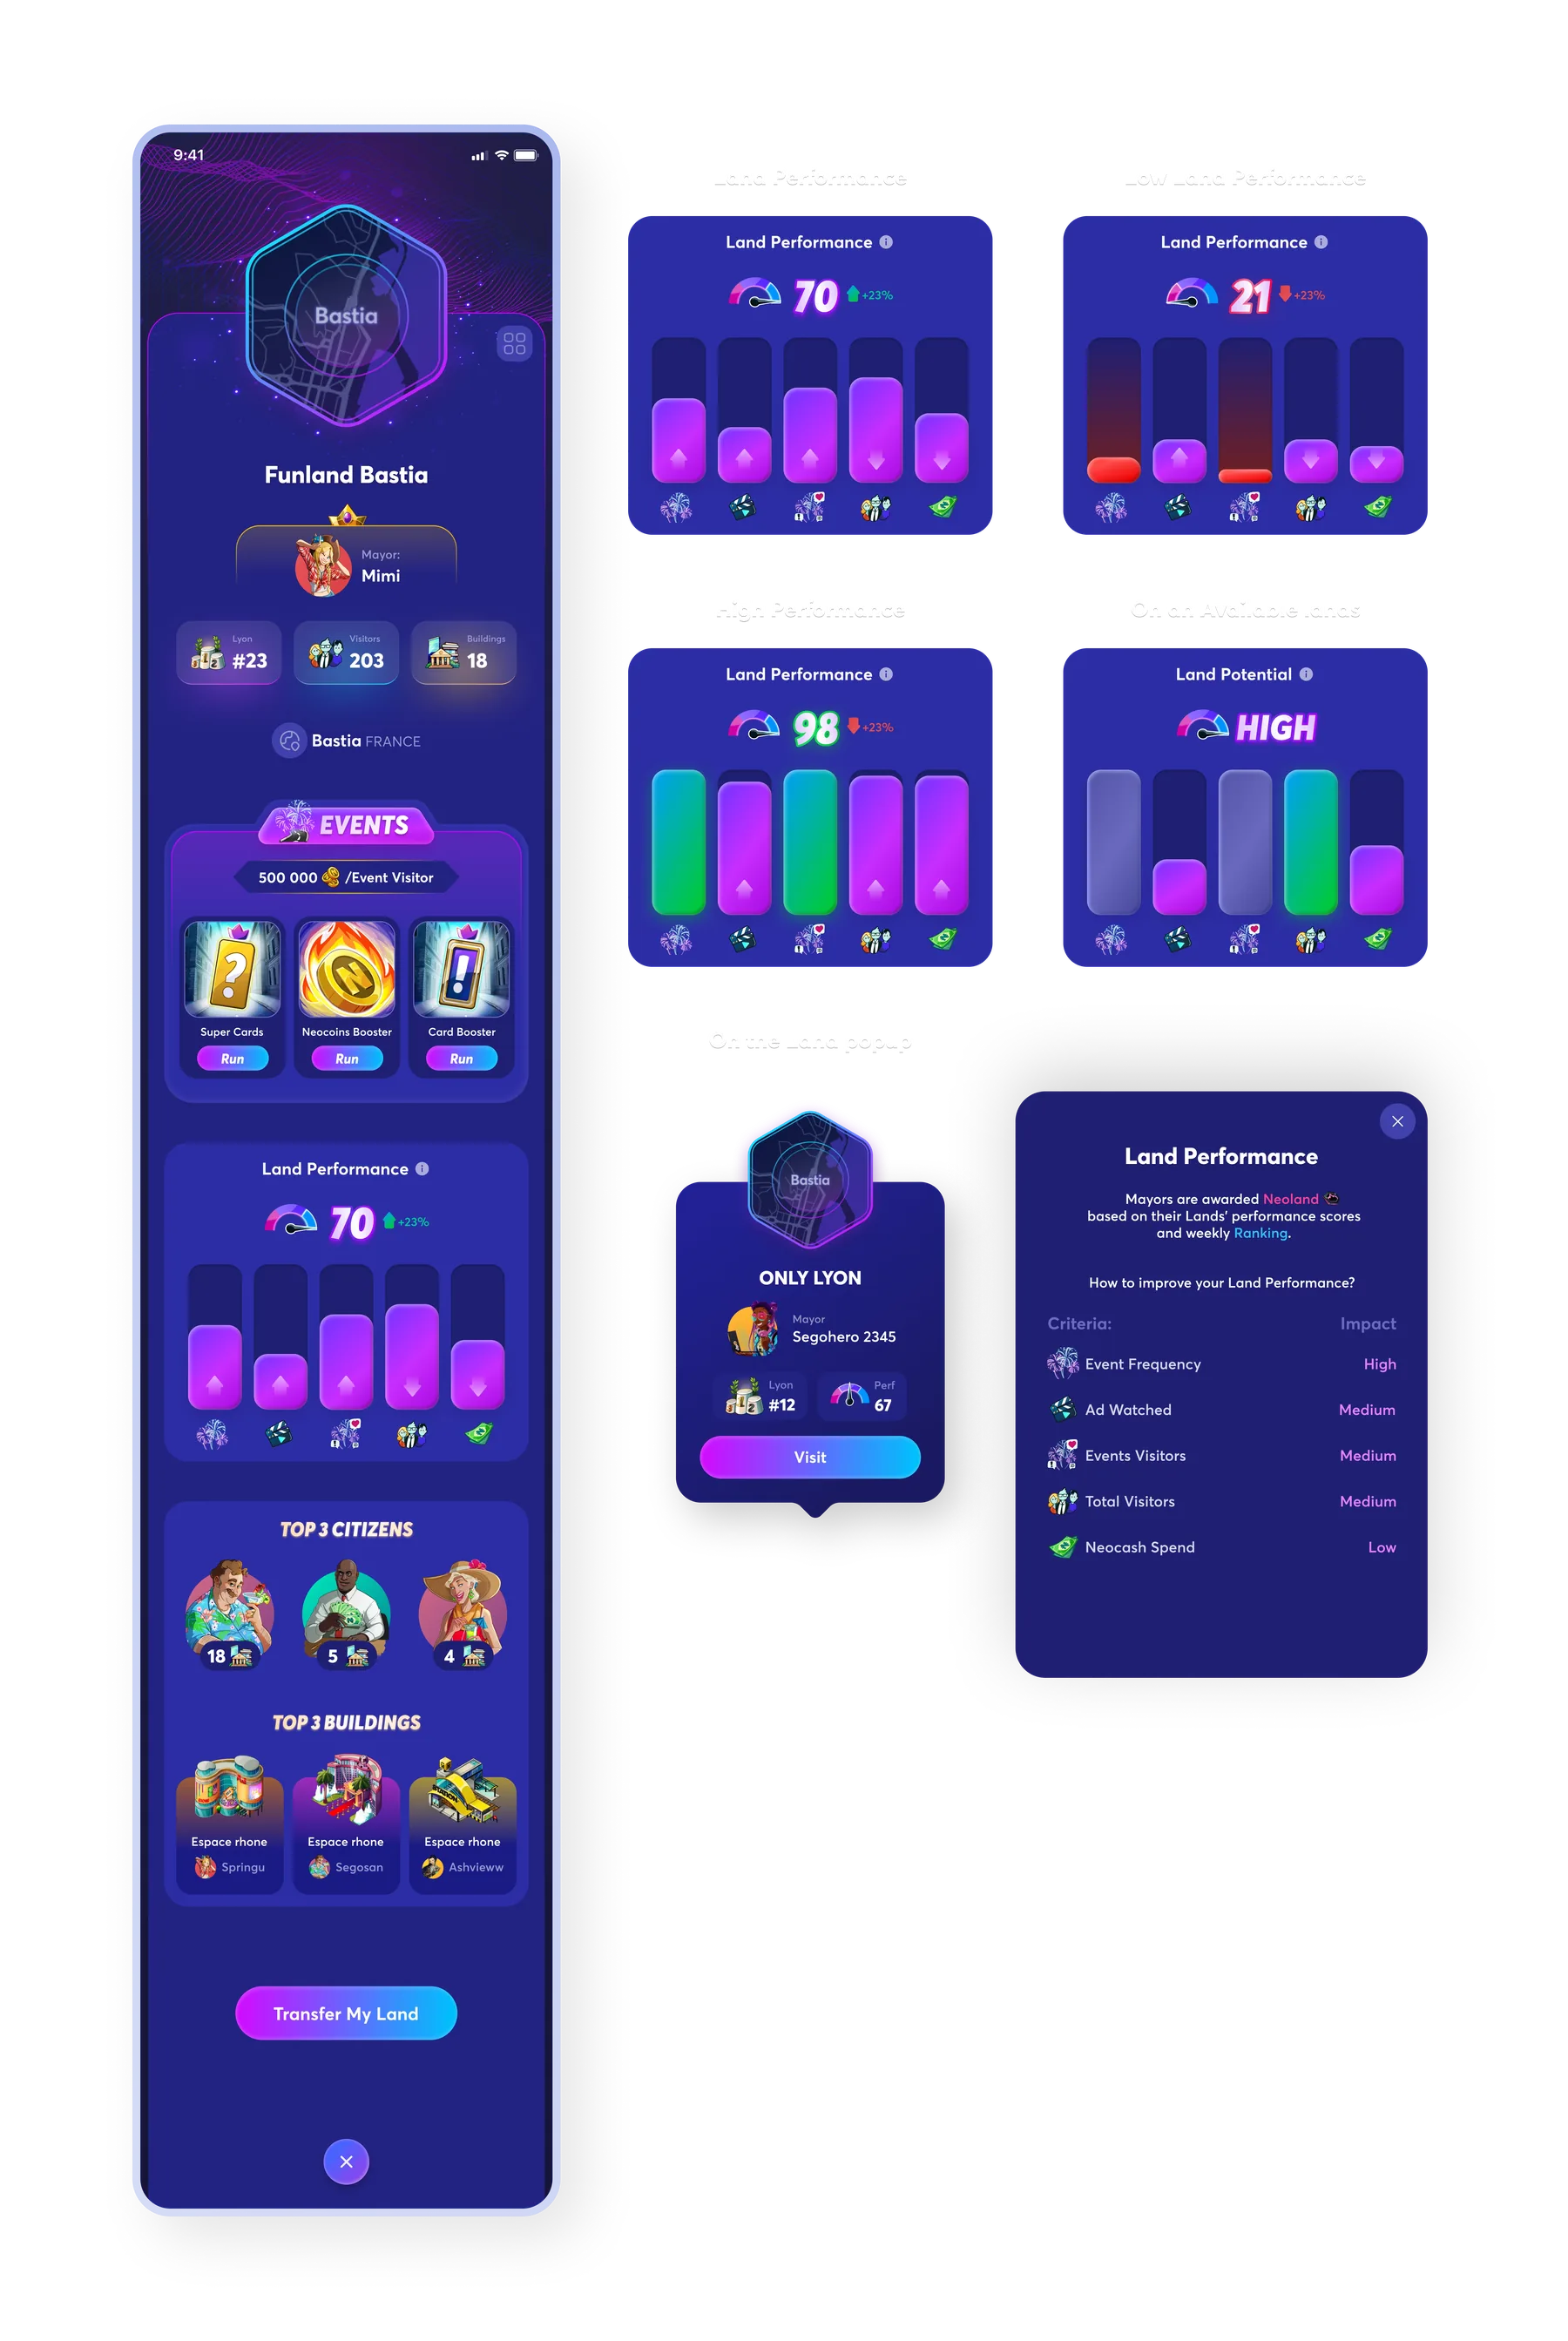 9:41
Bastia
Funland Bastia
Mayor:
Mimi
Lyon
#23
Visitors
203
Buildings
18
Bastia FRANCE
EVENTS
500 000 /Event Visitor
?
N
!
Super Cards
Neocoins Booster
Card Booster
Run
Run
Run
Land Performance i
70 +23%
TOP 3 CITIZENS
18
5
4
TOP 3 BUILDINGS
Espace rhone
Espace rhone
Espace rhone
Springu
Segosan
Ashvieww
Transfer My Land
Land Performance
Land Performance i
70 +23%
Low Land Performance
Land Performance i
21 +23%
High Performance
Land Performance i
98 +23%
On an Available lands
Land Potential i
HIGH
On the Land popup
Bastia
ONLY LYON
Mayor
Segohero 2345
Lyon
#12
Perf
67
Visit
Land Performance
Mayors are awarded Neoland
based on their Lands' performance scores
and weekly Ranking.
How to improve your Land Performance?
Criteria: Impact
Event Frequency High
Ad Watched Medium
Events Visitors Medium
Total Visitors Medium
Neocash Spend Low